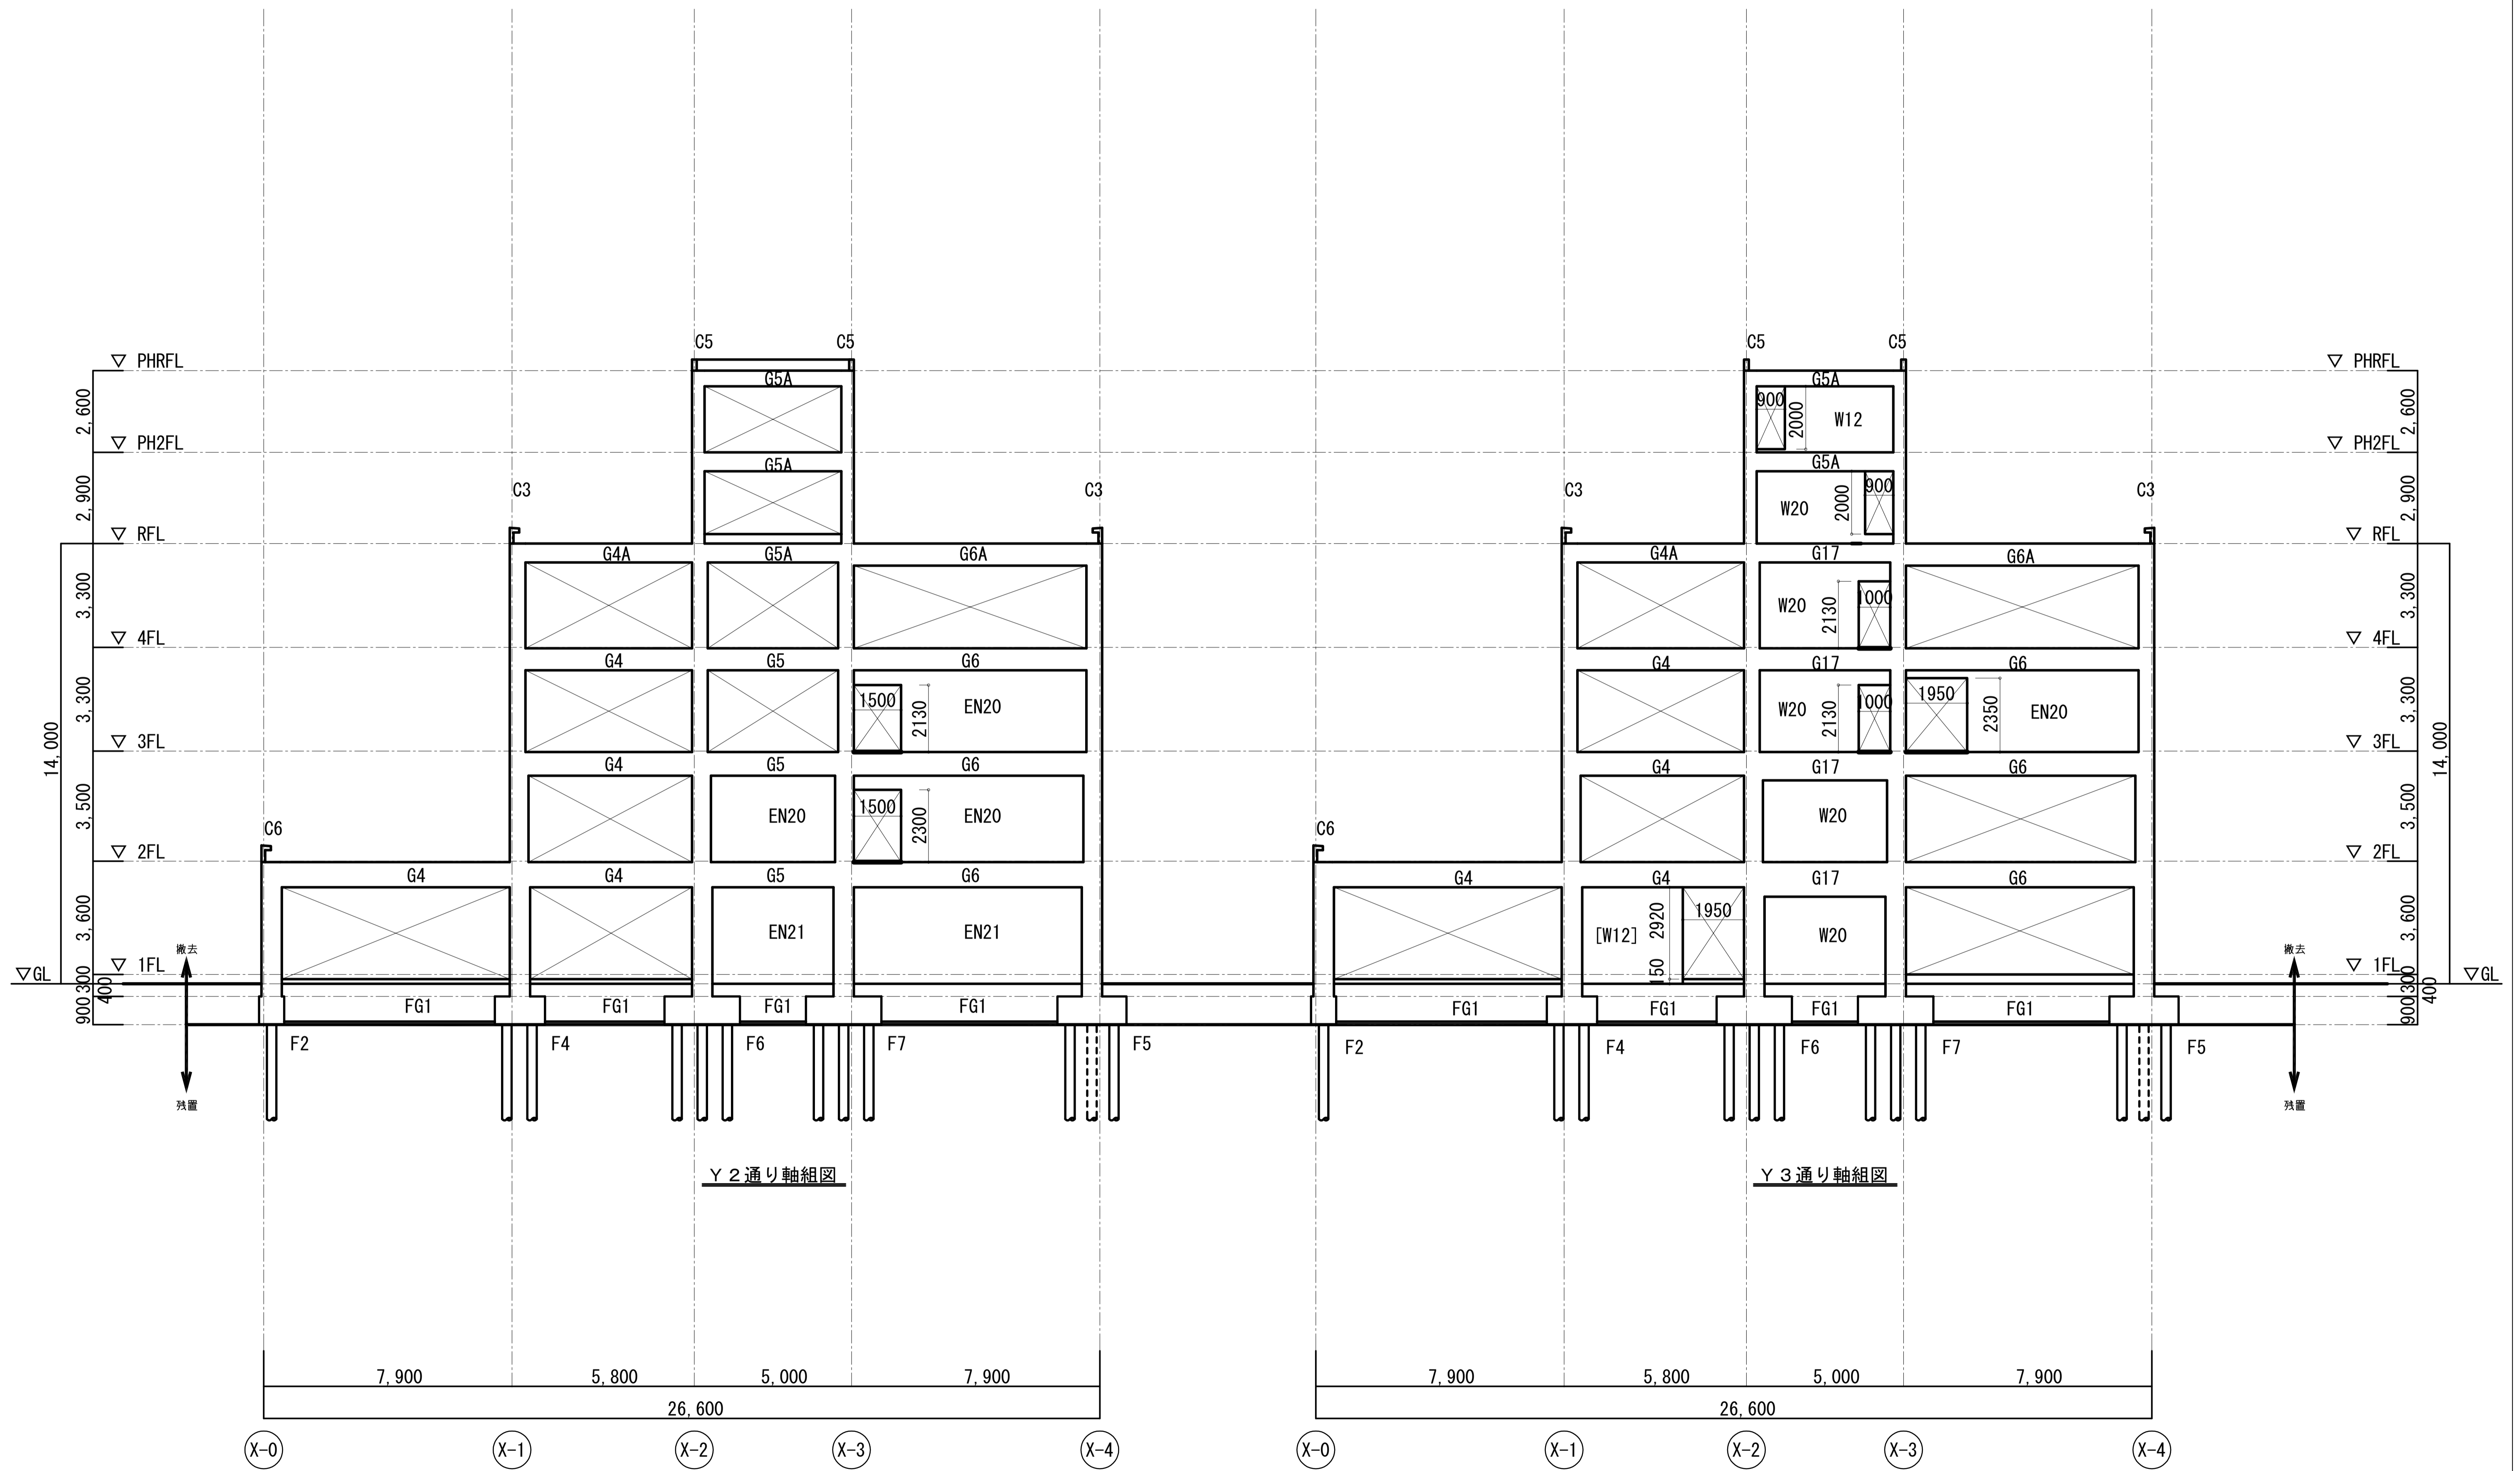 C5 C5 C5 C5
▽ PHRFL ▽ PHRFL
G5A G5A
2,600 900 2000 W12 2,600
▽ PH2FL ▽ PH2FL
G5A G5A
C3 C3 C3 C3
2,900 W20 2000 900 2,900
▽ RFL ▽ RFL
G4A G5A G6A G4A G17 G6A
3,300 W20 2130 1000 3,300
▽ 4FL ▽ 4FL
G4 G5 G6 G4 G17 G6
3,300 1500 2130 EN20 W20 2130 1000 1950 2350 EN20 3,300
▽ 3FL ▽ 3FL
14,000 14,000
G4 G5 G6 G4 G17 G6
3,500 EN20 1500 2300 EN20 W20 3,500
C6 C6
▽ 2FL ▽ 2FL
G4 G4 G5 G6 G4 G4 G17 G6
3,600 EN21 EN21 [W12] 2920 1950 W20 3,600
撤去 撤去
▽ 1FL ▽ 1FL
▽GL 300 150 300 ▽GL
400 400
900 FG1 FG1 FG1 FG1 FG1 FG1 FG1 FG1 900
F2 F4 F6 F7 F5 F2 F4 F6 F7 F5
残置 残置
Y2通り軸組図 Y3通り軸組図
7,900 5,800 5,000 7,900 7,900 5,800 5,000 7,900
26,600 26,600
X-0 X-1 X-2 X-3 X-4 X-0 X-1 X-2 X-3 X-4